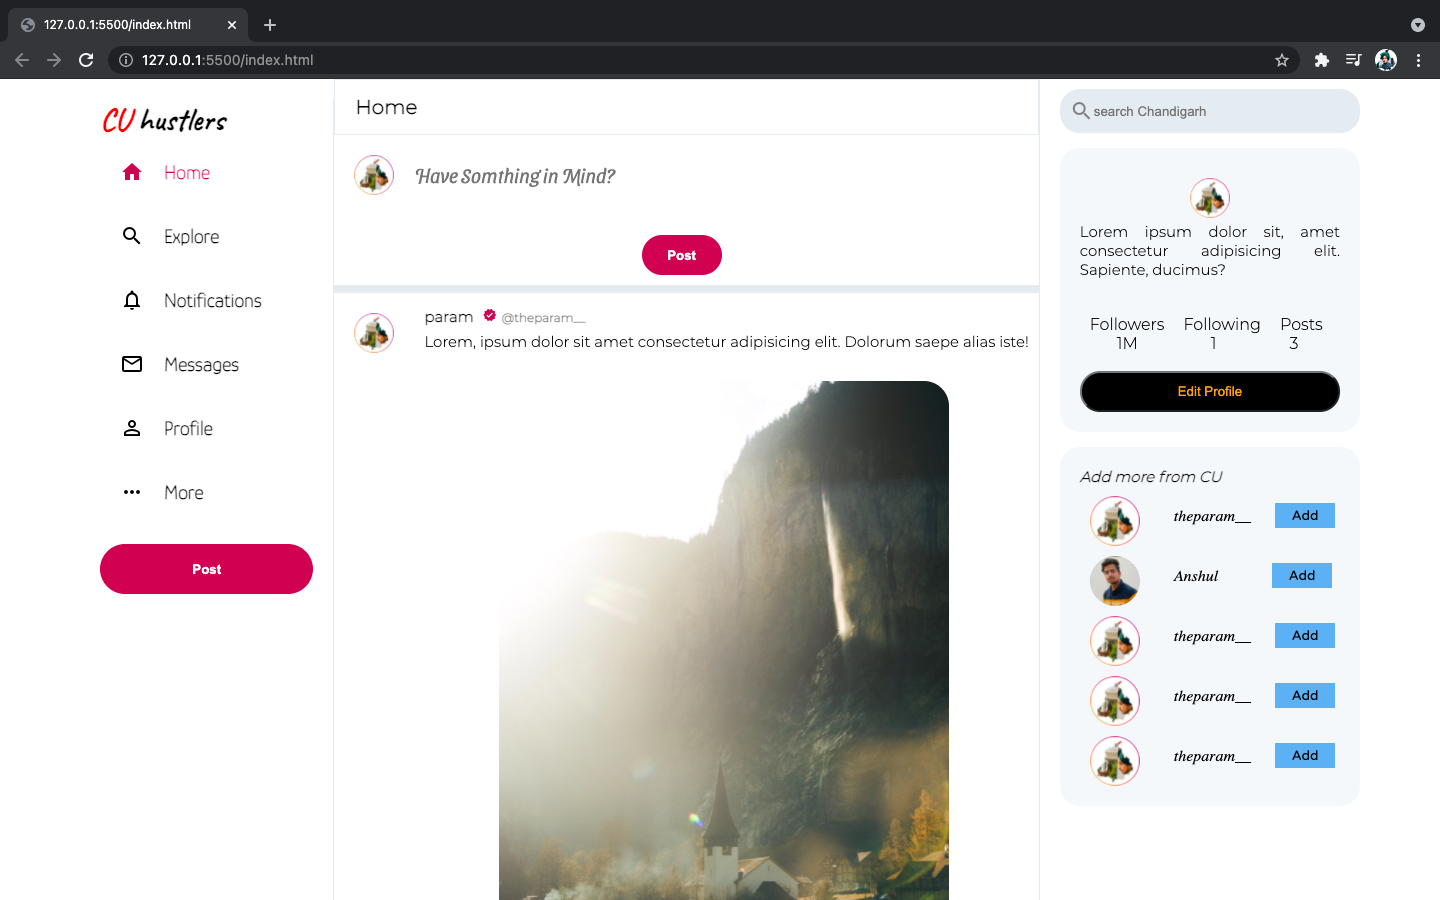 127.0.0.1:5500/index.html
127.0.0.1:5500/index.html
CU hustlers
Home
Explore
Notifications
Messages
Profile
More
Post
Home
Have Somthing in Mind?
Post
param @theparam__
Lorem, ipsum dolor sit amet consectetur adipisicing elit. Dolorum saepe alias iste!
search Chandigarh
Lorem ipsum dolor sit, amet
consectetur adipisicing elit.
Sapiente, ducimus?
Followers Following Posts
1M 1 3
Edit Profile
Add more from CU
theparam__ Add
Anshul Add
theparam__ Add
theparam__ Add
theparam__ Add